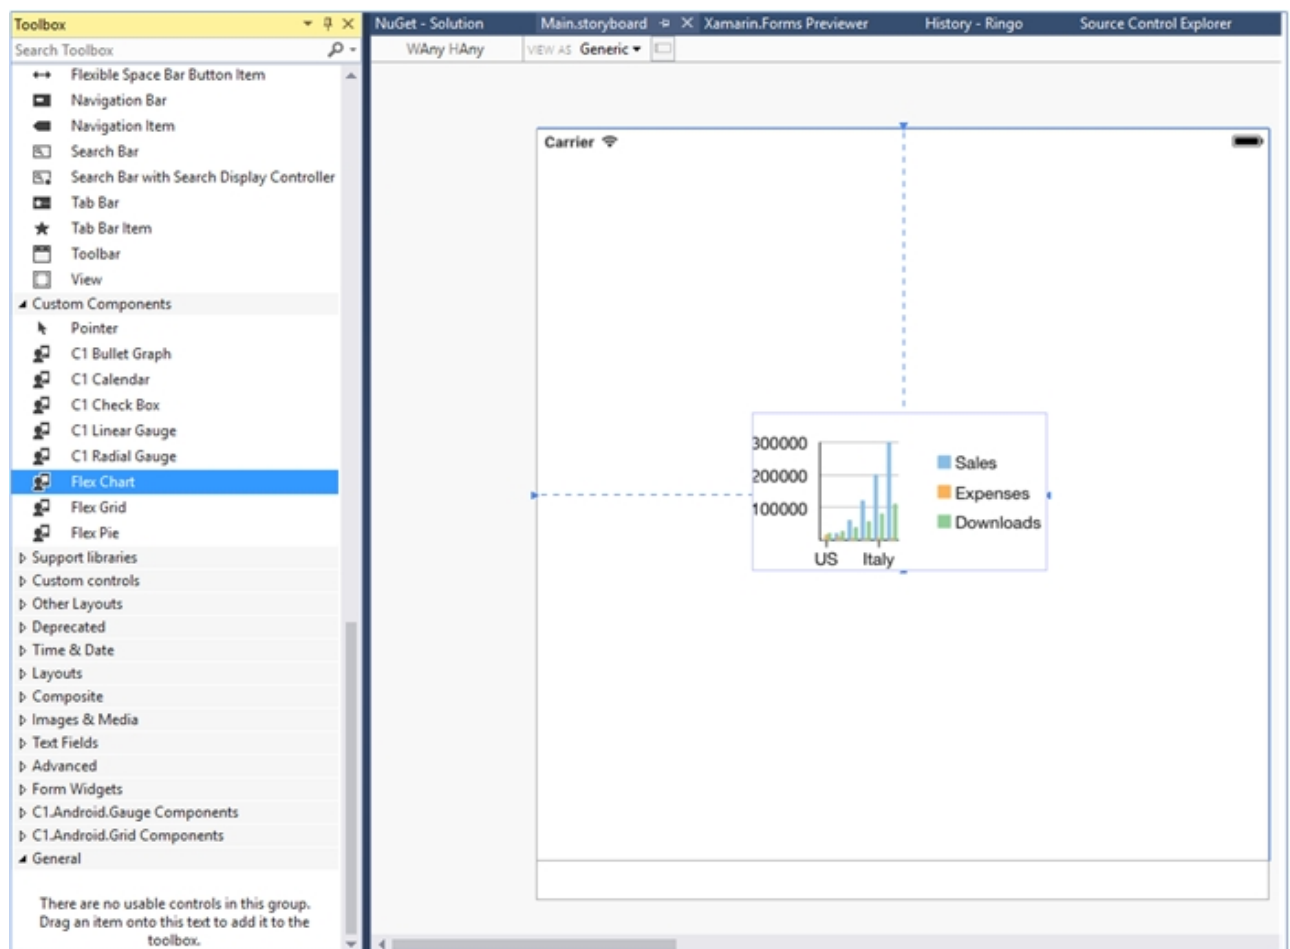 Toolbox
Search Toolbox
Flexible Space Bar Button Item
Navigation Bar
Navigation Item
Search Bar
Search Bar with Search Display Controller
Tab Bar
Tab Bar Item
Toolbar
View
Custom Components
Pointer
C1 Bullet Graph
C1 Calendar
C1 Check Box
C1 Linear Gauge
C1 Radial Gauge
Flex Chart
Flex Grid
Flex Pie
Support libraries
Custom controls
Other Layouts
Deprecated
Time & Date
Layouts
Composite
Images & Media
Text Fields
Advanced
Form Widgets
C1.Android.Gauge Components
C1.Android.Grid Components
General
There are no usable controls in this group.
Drag an item onto this text to add it to the
toolbox.
NuGet - Solution Main.storyboard Xamarin.Forms Previewer History - Ringo Source Control Explorer
WAny HAny VIEW AS Generic
Carrier
300000
200000
100000
US Italy
Sales
Expenses
Downloads